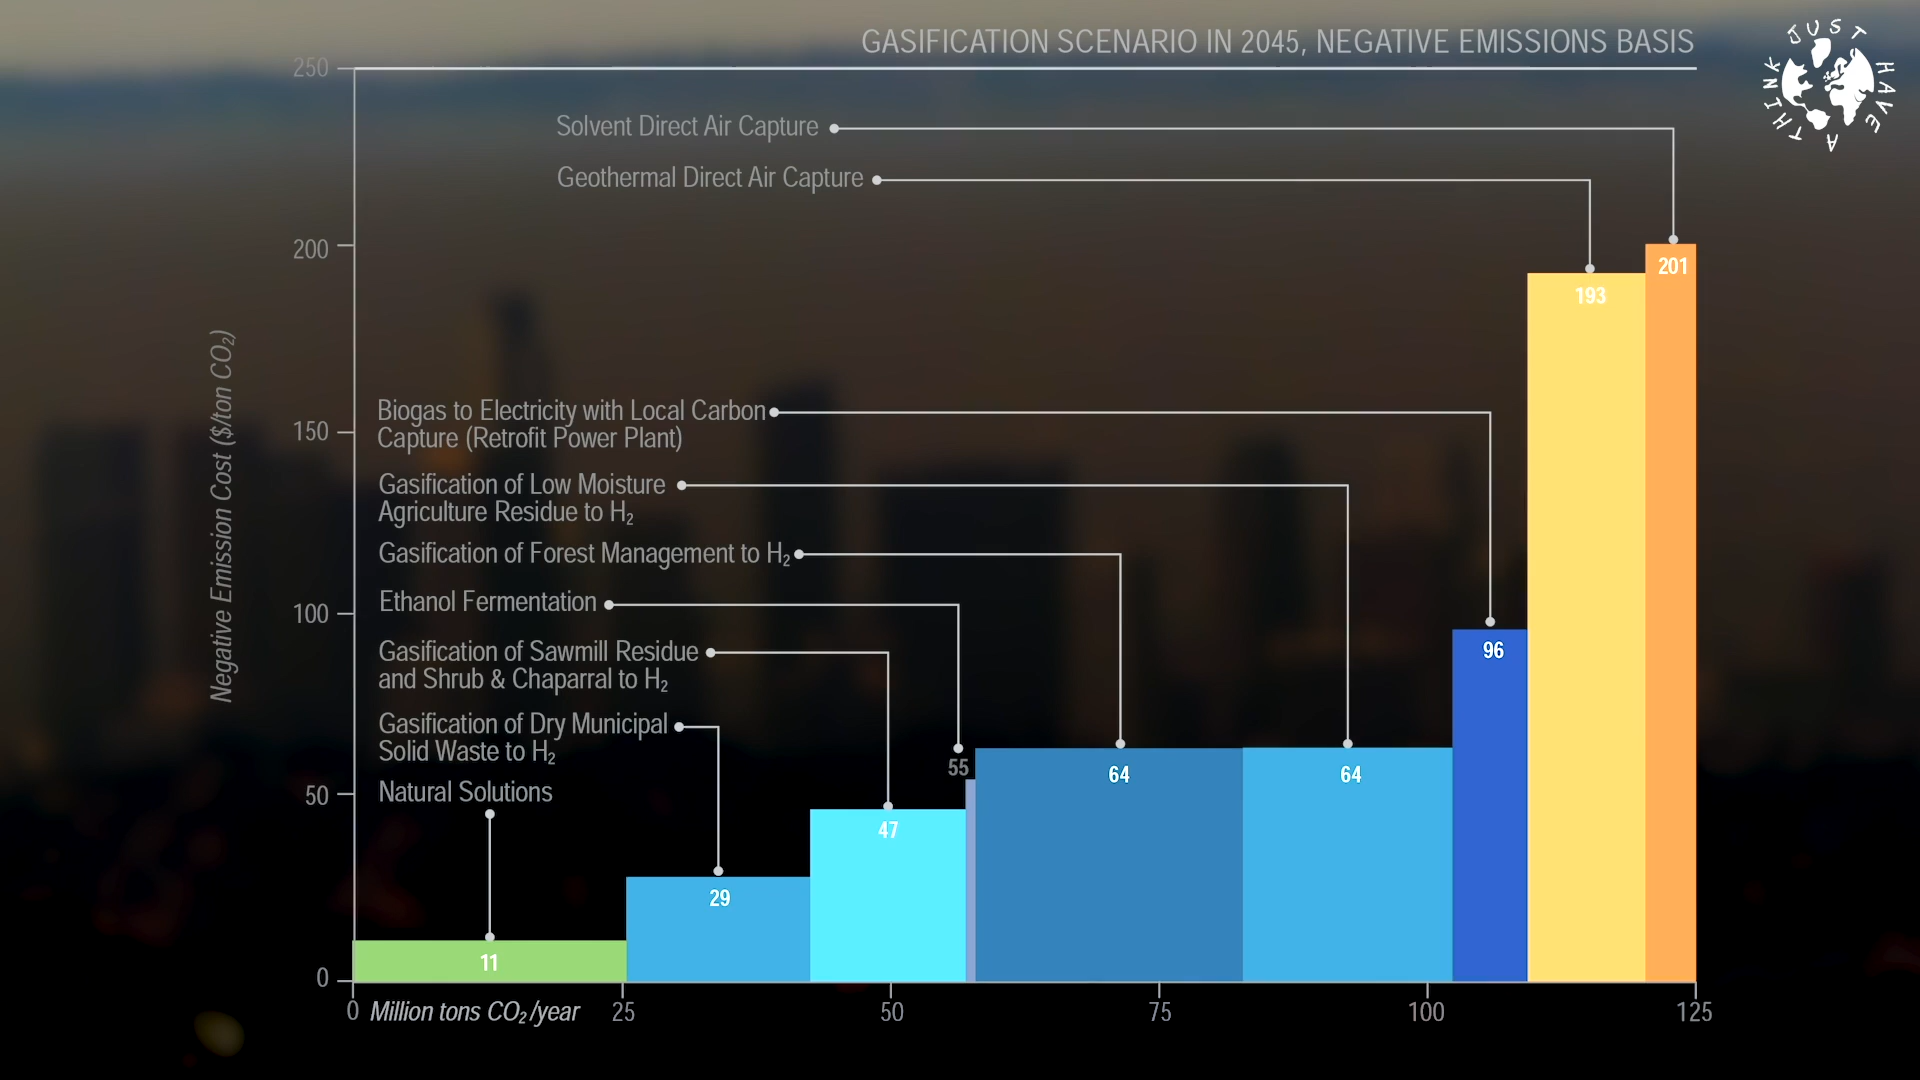 GASIFICATION SCENARIO IN 2045, NEGATIVE EMISSIONS BASIS
JUST HAVE A THINK
250
Solvent Direct Air Capture
Geothermal Direct Air Capture
200
201
193
Negative Emission Cost ($/ton CO₂)
Biogas to Electricity with Local Carbon
150
Capture (Retrofit Power Plant)
Gasification of Low Moisture
Agriculture Residue to H₂
Gasification of Forest Management to H₂
Ethanol Fermentation
100
Gasification of Sawmill Residue
and Shrub & Chaparral to H₂
96
Gasification of Dry Municipal
Solid Waste to H₂
55
64
64
Natural Solutions
50
47
29
11
0
0 Million tons CO₂/year 25 50 75 100 125